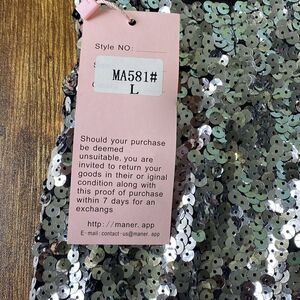 Style NO:
MA581#
L
Should your purchase
be deemed
unsuitable, you are
invited to return your
goods in their or iginal
condition along with
this proof of purchase
within 7 days for an
exchangs
http://maner.app
E-mail:contact-us@maner.app